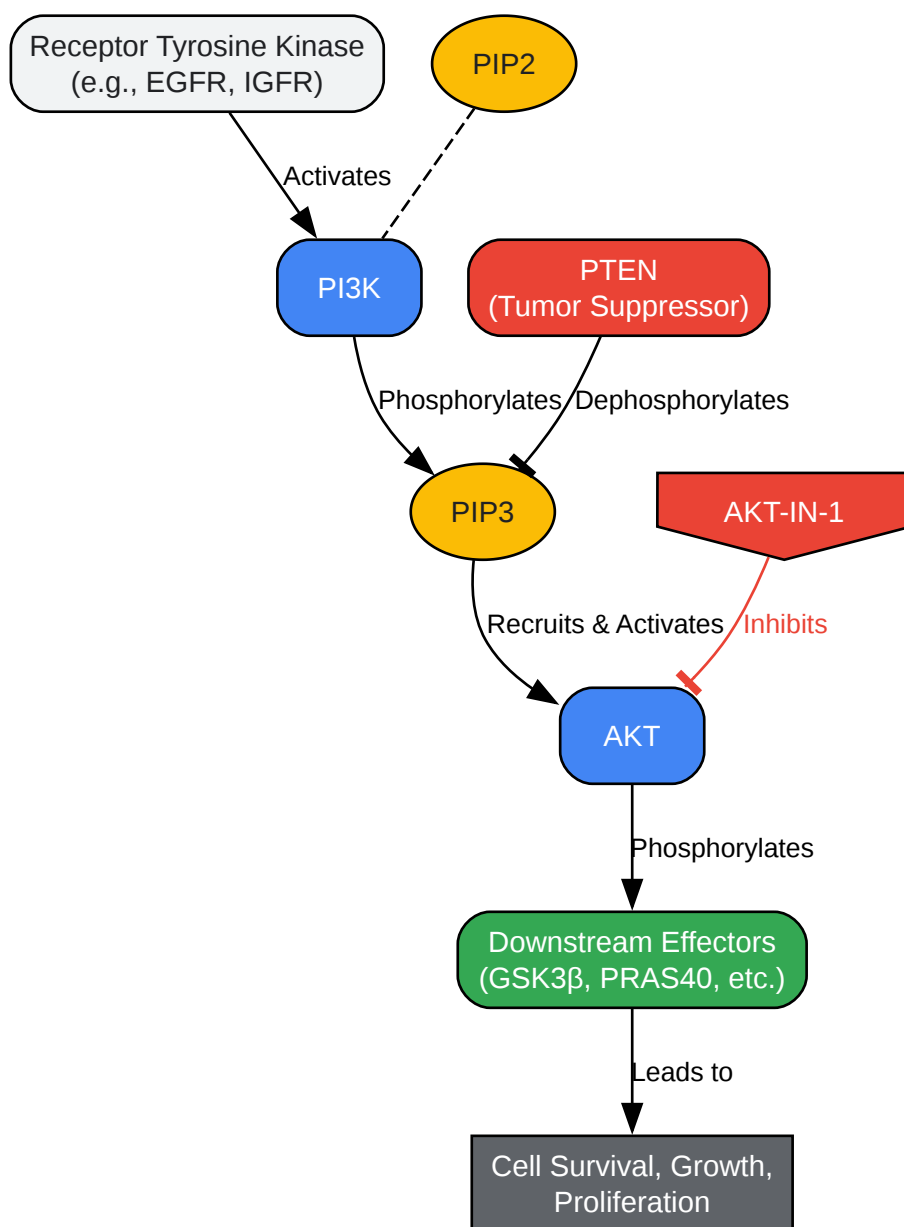 Receptor Tyrosine Kinase
(e.g., EGFR, IGFR)
PIP2
Activates
PI3K
PTEN
(Tumor Suppressor)
Phosphorylates
Dephosphorylates
PIP3
AKT-IN-1
Recruits & Activates
Inhibits
AKT
Phosphorylates
Downstream Effectors
(GSK3β, PRAS40, etc.)
Leads to
Cell Survival, Growth,
Proliferation